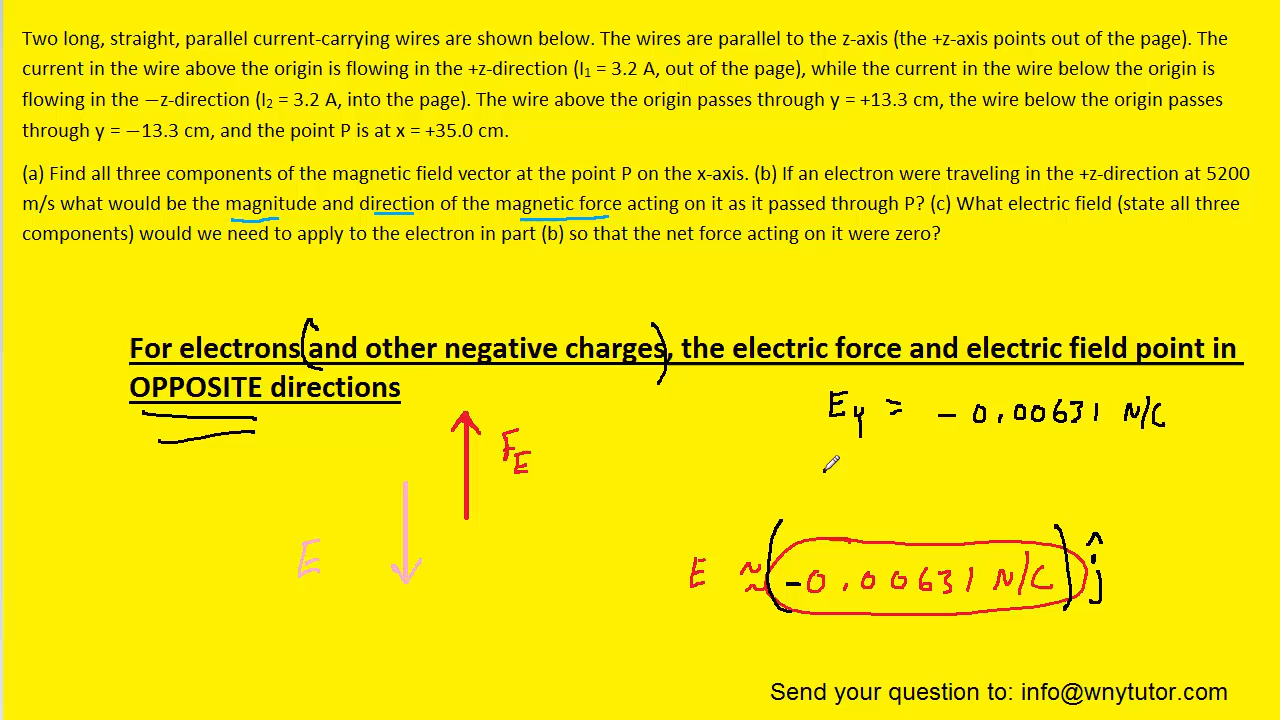 Two long, straight, parallel current-carrying wires are shown below. The wires are parallel to the z-axis (the +z-axis points out of the page). The
current in the wire above the origin is flowing in the +z-direction (I₁ = 3.2 A, out of the page), while the current in the wire below the origin is
flowing in the —z-direction (I₂ = 3.2 A, into the page). The wire above the origin passes through y = +13.3 cm, the wire below the origin passes
through y = —13.3 cm, and the point P is at x = +35.0 cm.
(a) Find all three components of the magnetic field vector at the point P on the x-axis. (b) If an electron were traveling in the +z-direction at 5200
m/s what would be the magnitude and direction of the magnetic force acting on it as it passed through P? (c) What electric field (state all three
components) would we need to apply to the electron in part (b) so that the net force acting on it were zero?
For electrons (and other negative charges), the electric force and electric field point in
OPPOSITE directions
E_y = - 0.00631 N/C
F_E
E
E ≈ (-0.00631 N/C) ĵ
Send your question to: info@wnytutor.com